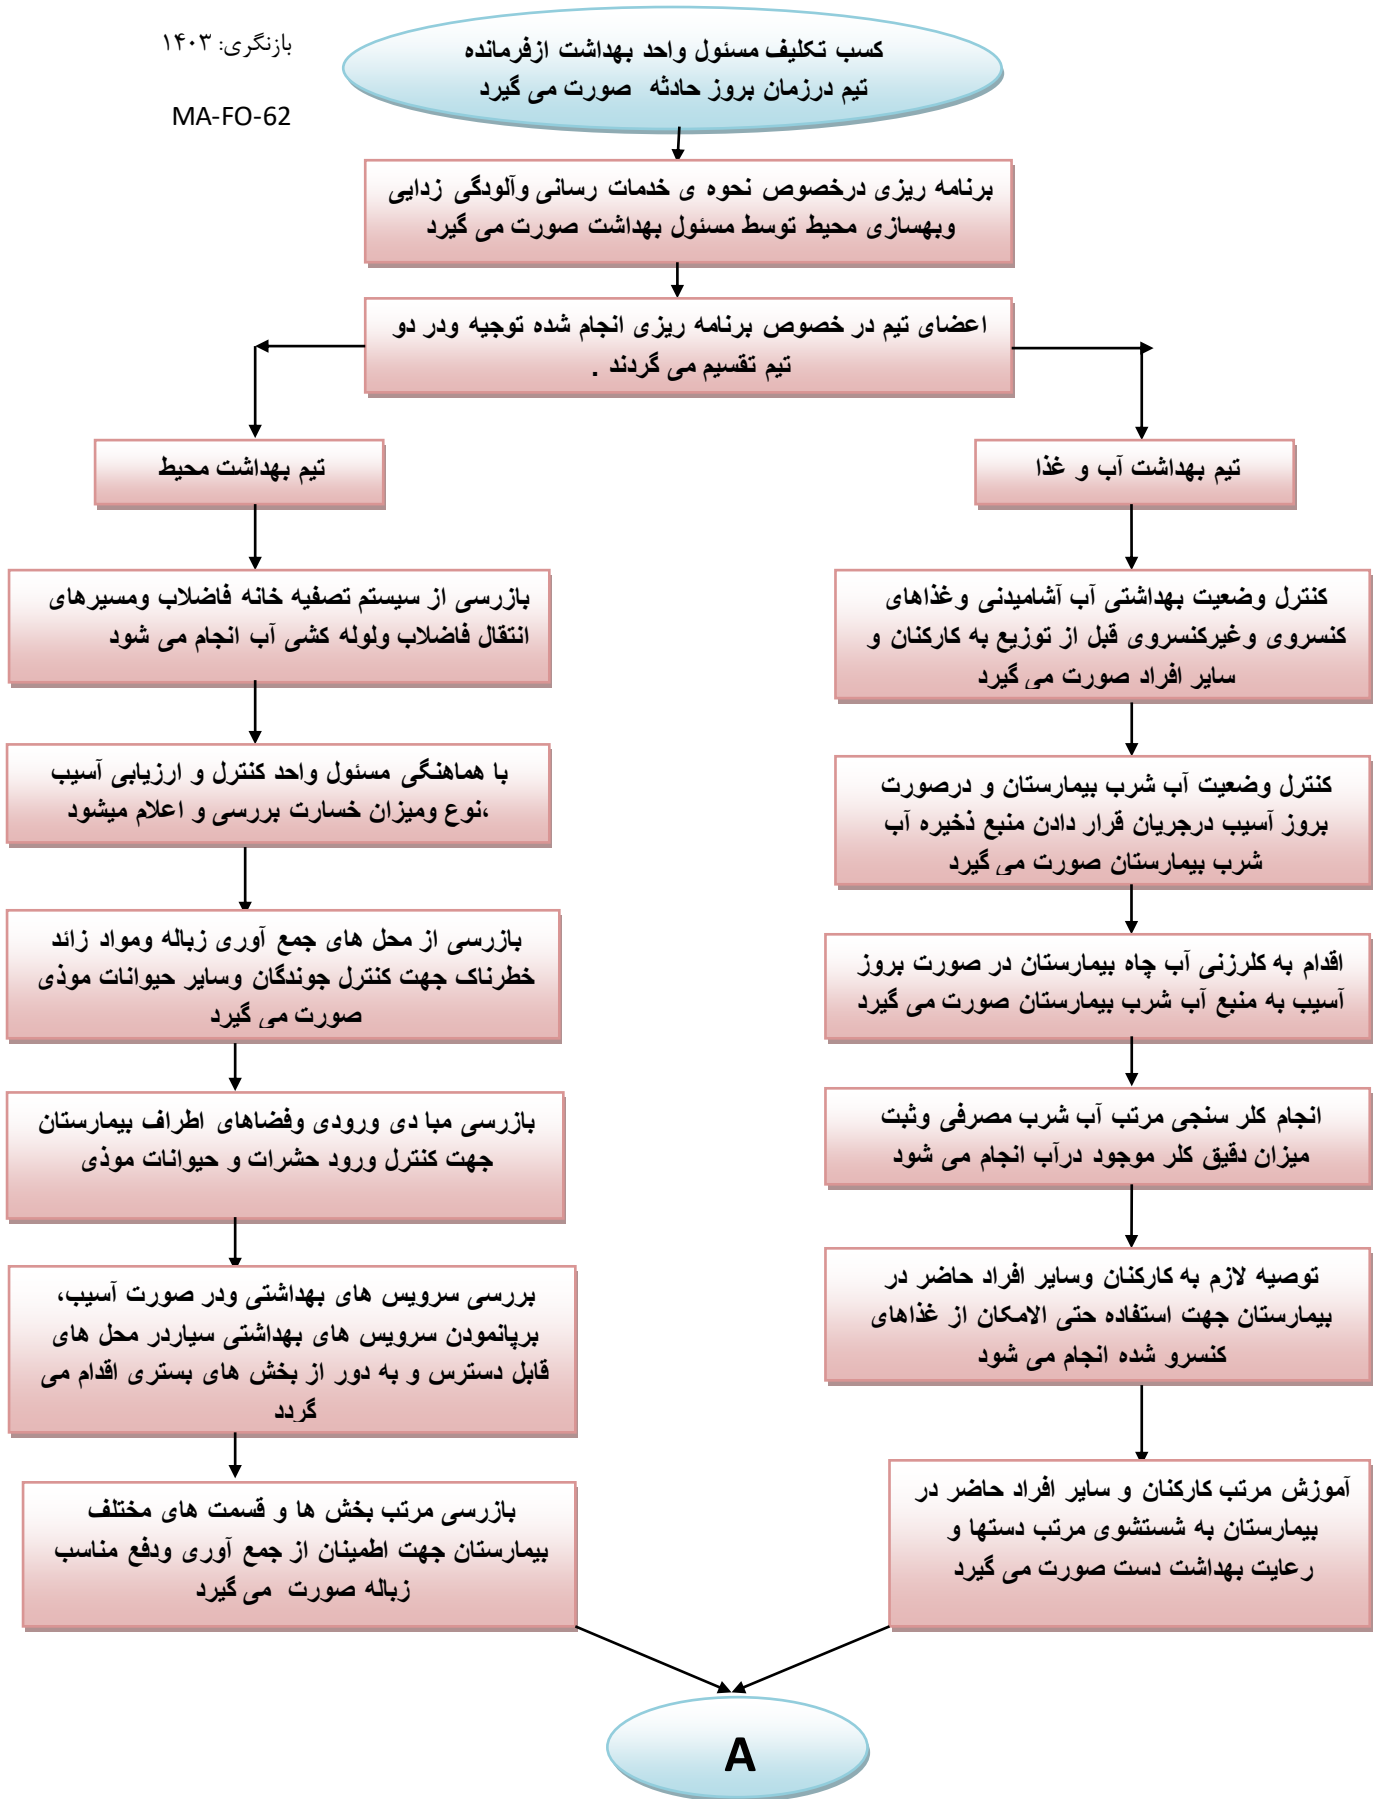 بازنگری: ۱۴۰۳
MA-FO-62
کسب تکلیف مسئول واحد بهداشت ازفرمانده
تیم درزمان بروز حادثه صورت می گیرد
برنامه ریزی درخصوص نحوه ی خدمات رسانی وآلودگی زدایی
وبهسازی محیط توسط مسئول بهداشت صورت می گیرد
اعضای تیم در خصوص برنامه ریزی انجام شده توجیه ودر دو
تیم تقسیم می گردند .
تیم بهداشت آب و غذا
کنترل وضعیت بهداشتی آب آشامیدنی وغذاهای
کنسروی وغیرکنسروی قبل از توزیع به کارکنان و
سایر افراد صورت می گیرد
کنترل وضعیت آب شرب بیمارستان و درصورت
بروز آسیب درجریان قرار دادن منبع ذخیره آب
شرب بیمارستان صورت می گیرد
اقدام به کلرزنی آب چاه بیمارستان در صورت بروز
آسیب به منبع آب شرب بیمارستان صورت می گیرد
انجام کلر سنجی مرتب آب شرب مصرفی وثبت
میزان دقیق کلر موجود درآب انجام می شود
توصیه لازم به کارکنان وسایر افراد حاضر در
بیمارستان جهت استفاده حتی الامکان از غذاهای
کنسرو شده انجام می شود
آموزش مرتب کارکنان و سایر افراد حاضر در
بیمارستان به شستشوی مرتب دستها و
رعایت بهداشت دست صورت می گیرد
تیم بهداشت محیط
بازرسی از سیستم تصفیه خانه فاضلاب ومسیرهای
انتقال فاضلاب ولوله کشی آب انجام می شود
با هماهنگی مسئول واحد کنترل و ارزیابی آسیب
،نوع ومیزان خسارت بررسی و اعلام میشود
بازرسی از محل های جمع آوری زباله ومواد زائد
خطرناک جهت کنترل جوندگان وسایر حیوانات موذی
صورت می گیرد
بازرسی مبا دی ورودی وفضاهای اطراف بیمارستان
جهت کنترل ورود حشرات و حیوانات موذی
بررسی سرویس های بهداشتی ودر صورت آسیب،
برپانمودن سرویس های بهداشتی سیاردر محل های
قابل دسترس و به دور از بخش های بستری اقدام می
گردد
بازرسی مرتب بخش ها و قسمت های مختلف
بیمارستان جهت اطمینان از جمع آوری ودفع مناسب
زباله صورت می گیرد
A